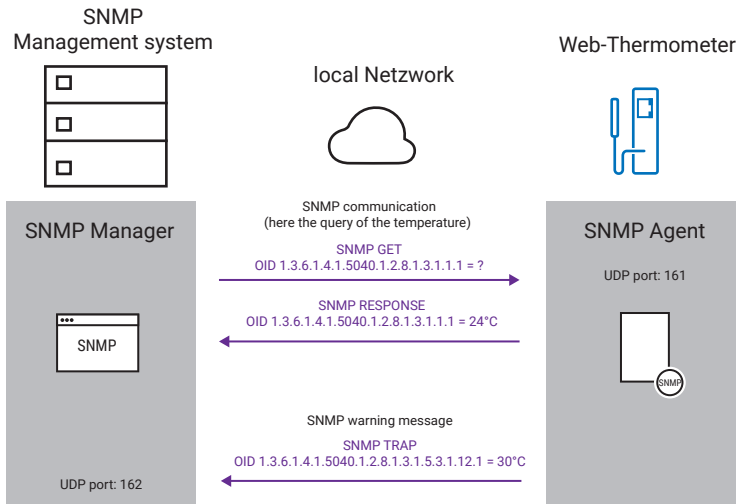 SNMP
Management system
local Netzwork
Web-Thermometer
SNMP Manager
SNMP
UDP port: 162
SNMP communication
(here the query of the temperature)
SNMP GET
OID 1.3.6.1.4.1.5040.1.2.8.1.3.1.1.1 = ?
SNMP RESPONSE
OID 1.3.6.1.4.1.5040.1.2.8.1.3.1.1.1 = 24°C
SNMP warning message
SNMP TRAP
OID 1.3.6.1.4.1.5040.1.2.8.1.3.1.5.3.1.12.1 = 30°C
SNMP Agent
UDP port: 161
SNMP